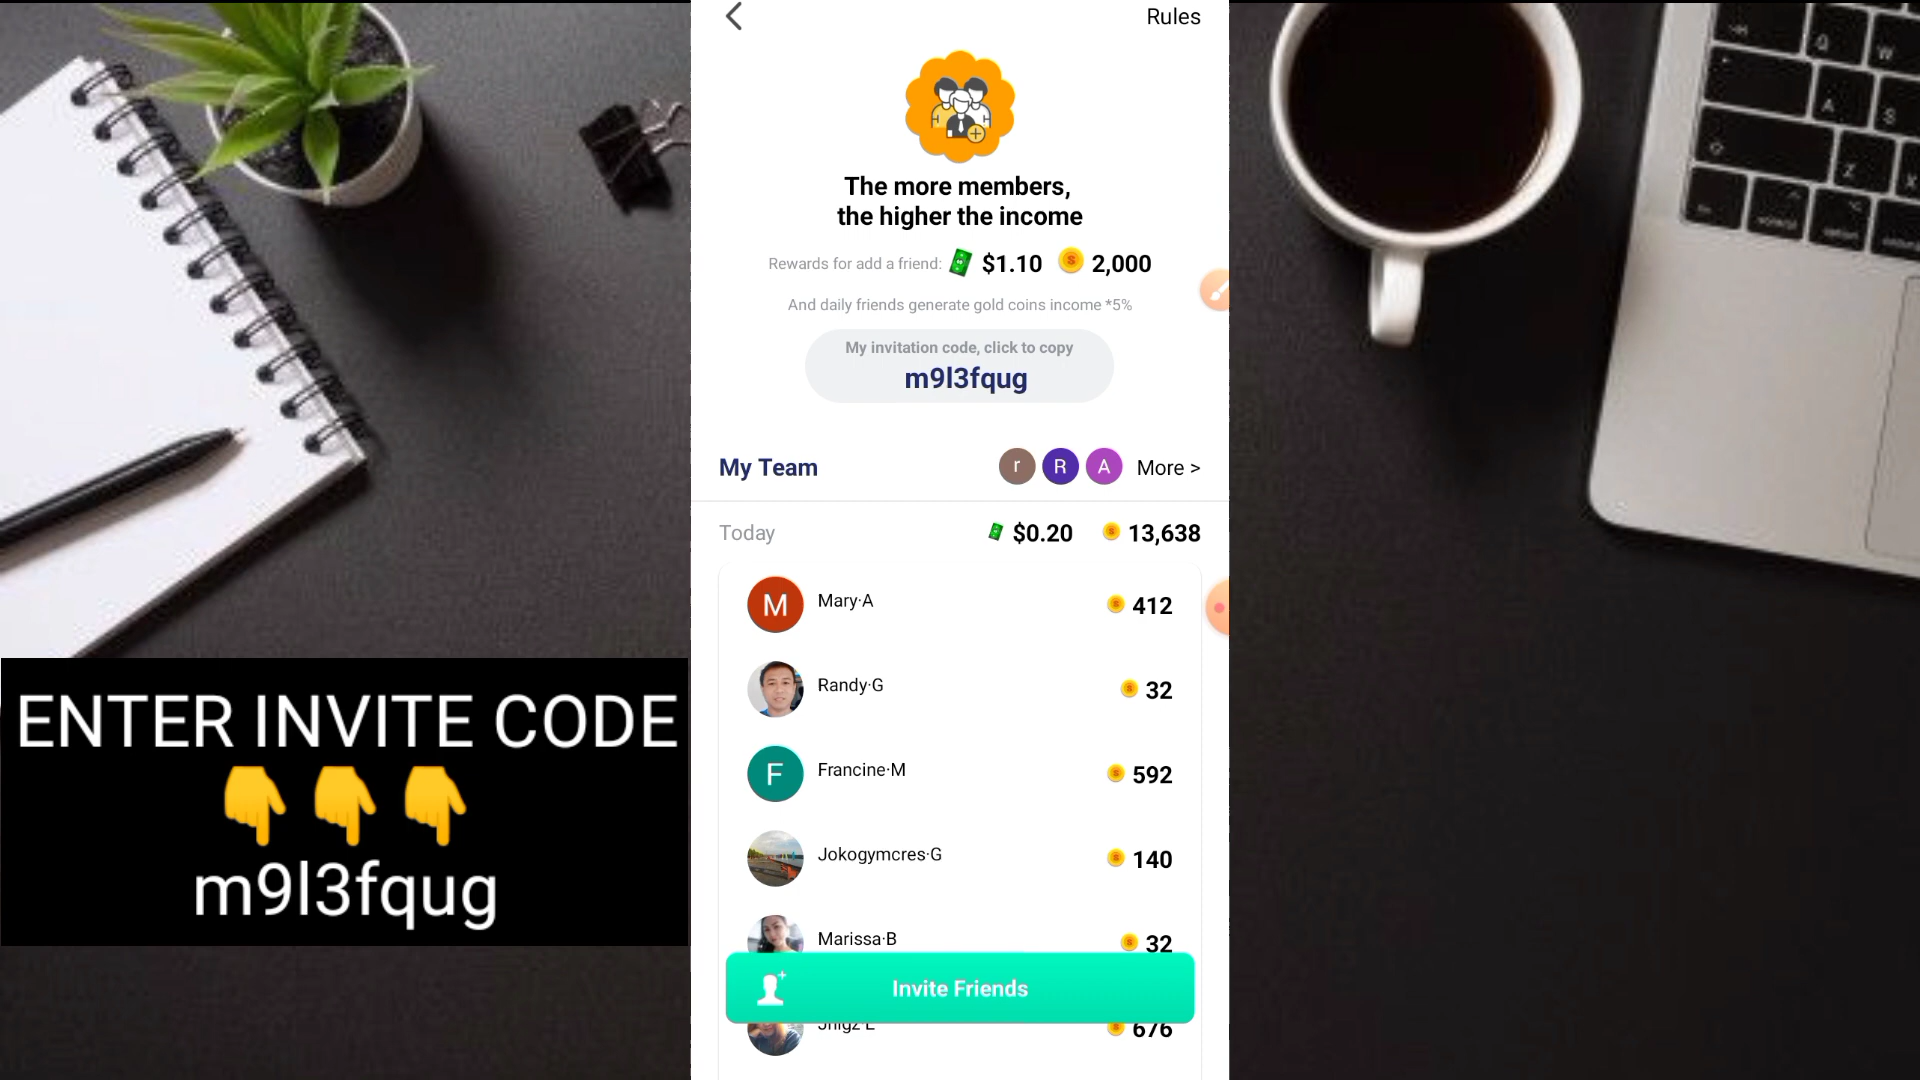 Rules
The more members,
the higher the income
Rewards for add a friend: $1.10 2,000
And daily friends generate gold coins income *5%
My invitation code, click to copy
m9l3fqug
My Team r R A More >
Today $0.20 13,638
M Mary·A 412
Randy·G 32
F Francine·M 592
Jokogymcres·G 140
Marissa·B 32
Invite Friends
676
ENTER INVITE CODE
👇👇👇
m9l3fqug
Q W
A S
Z X
control option